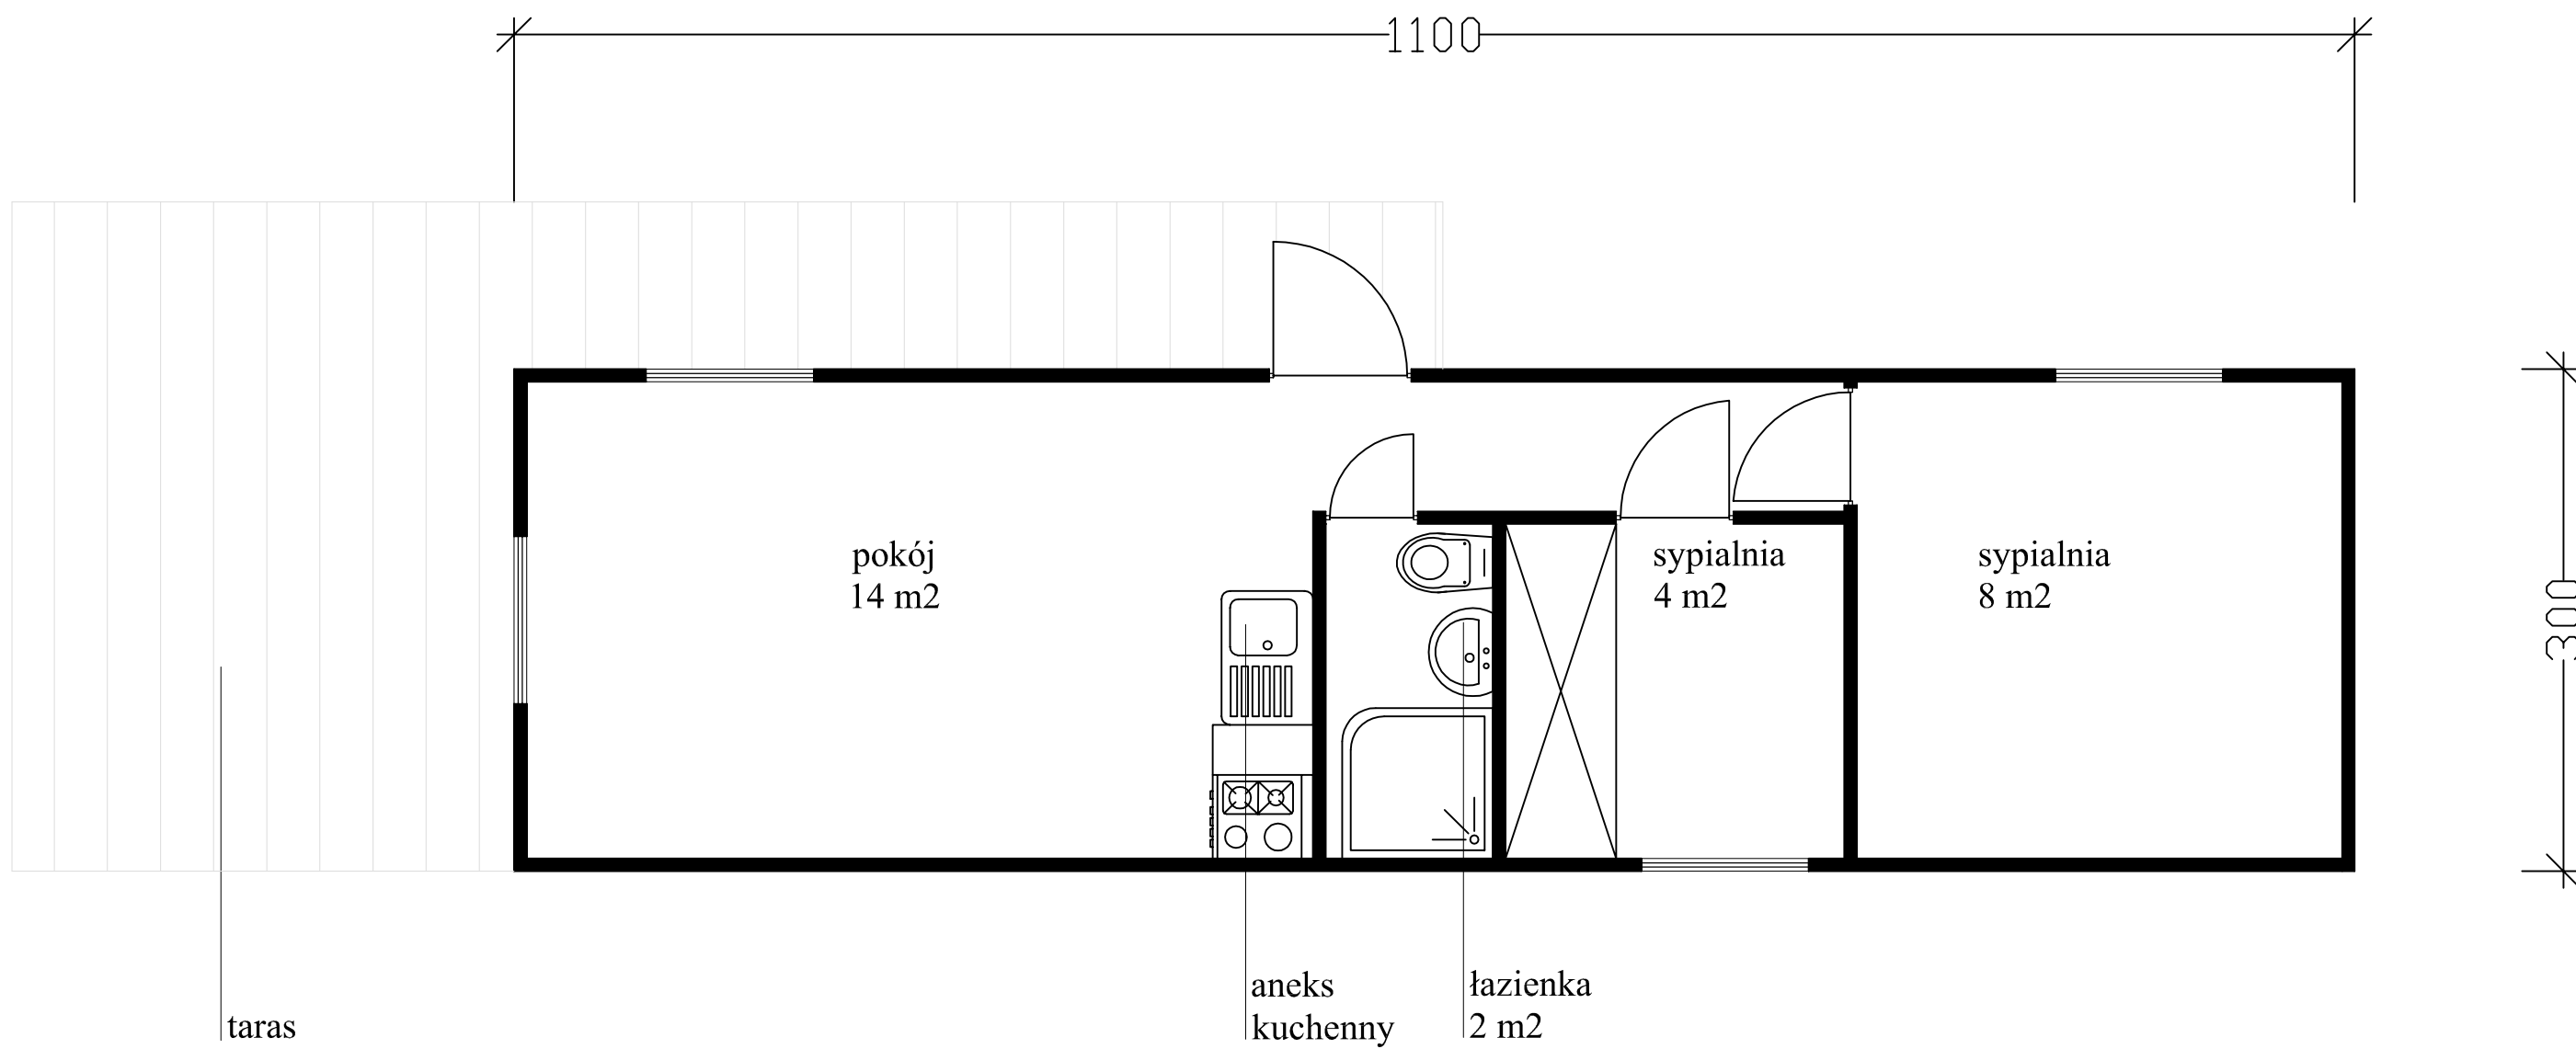 1100
pokój
14 m2
sypialnia
4 m2
sypialnia
8 m2
300
aneks
kuchenny
łazienka
2 m2
taras